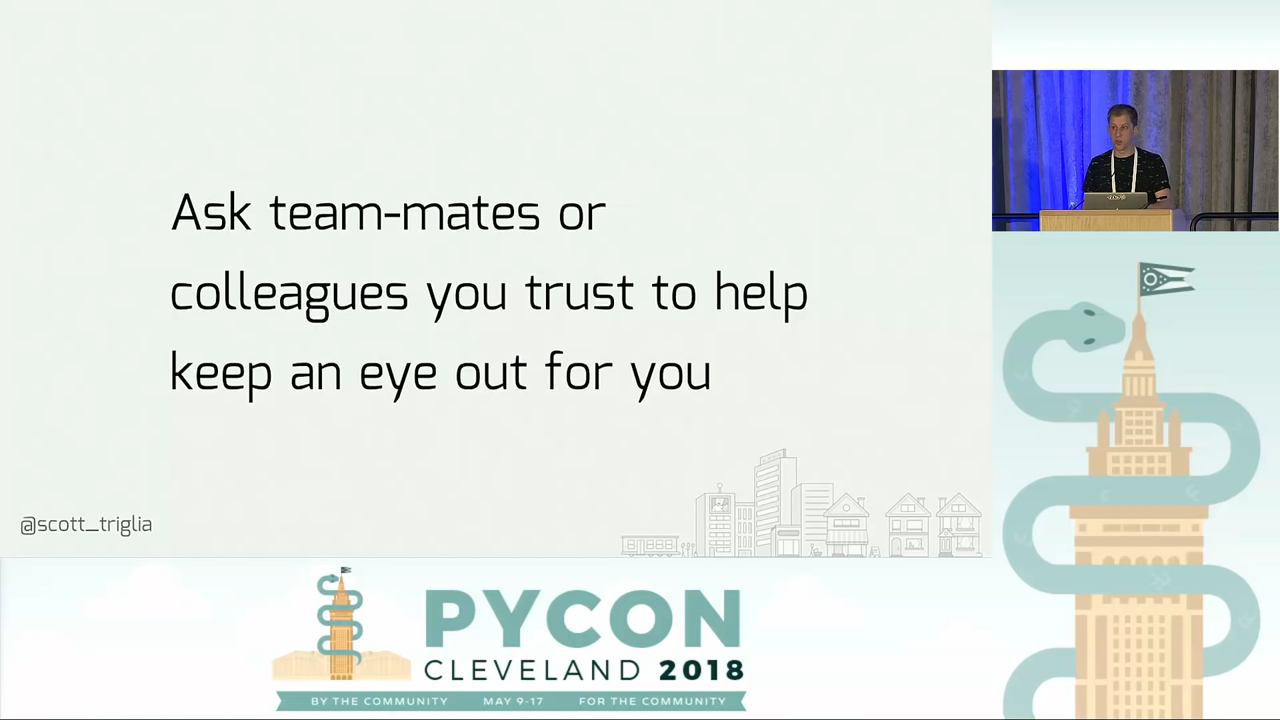 Ask team-mates or
colleagues you trust to help
keep an eye out for you
@scott_triglia
PYCON
CLEVELAND 2018
BY THE COMMUNITY MAY 9-17 FOR THE COMMUNITY